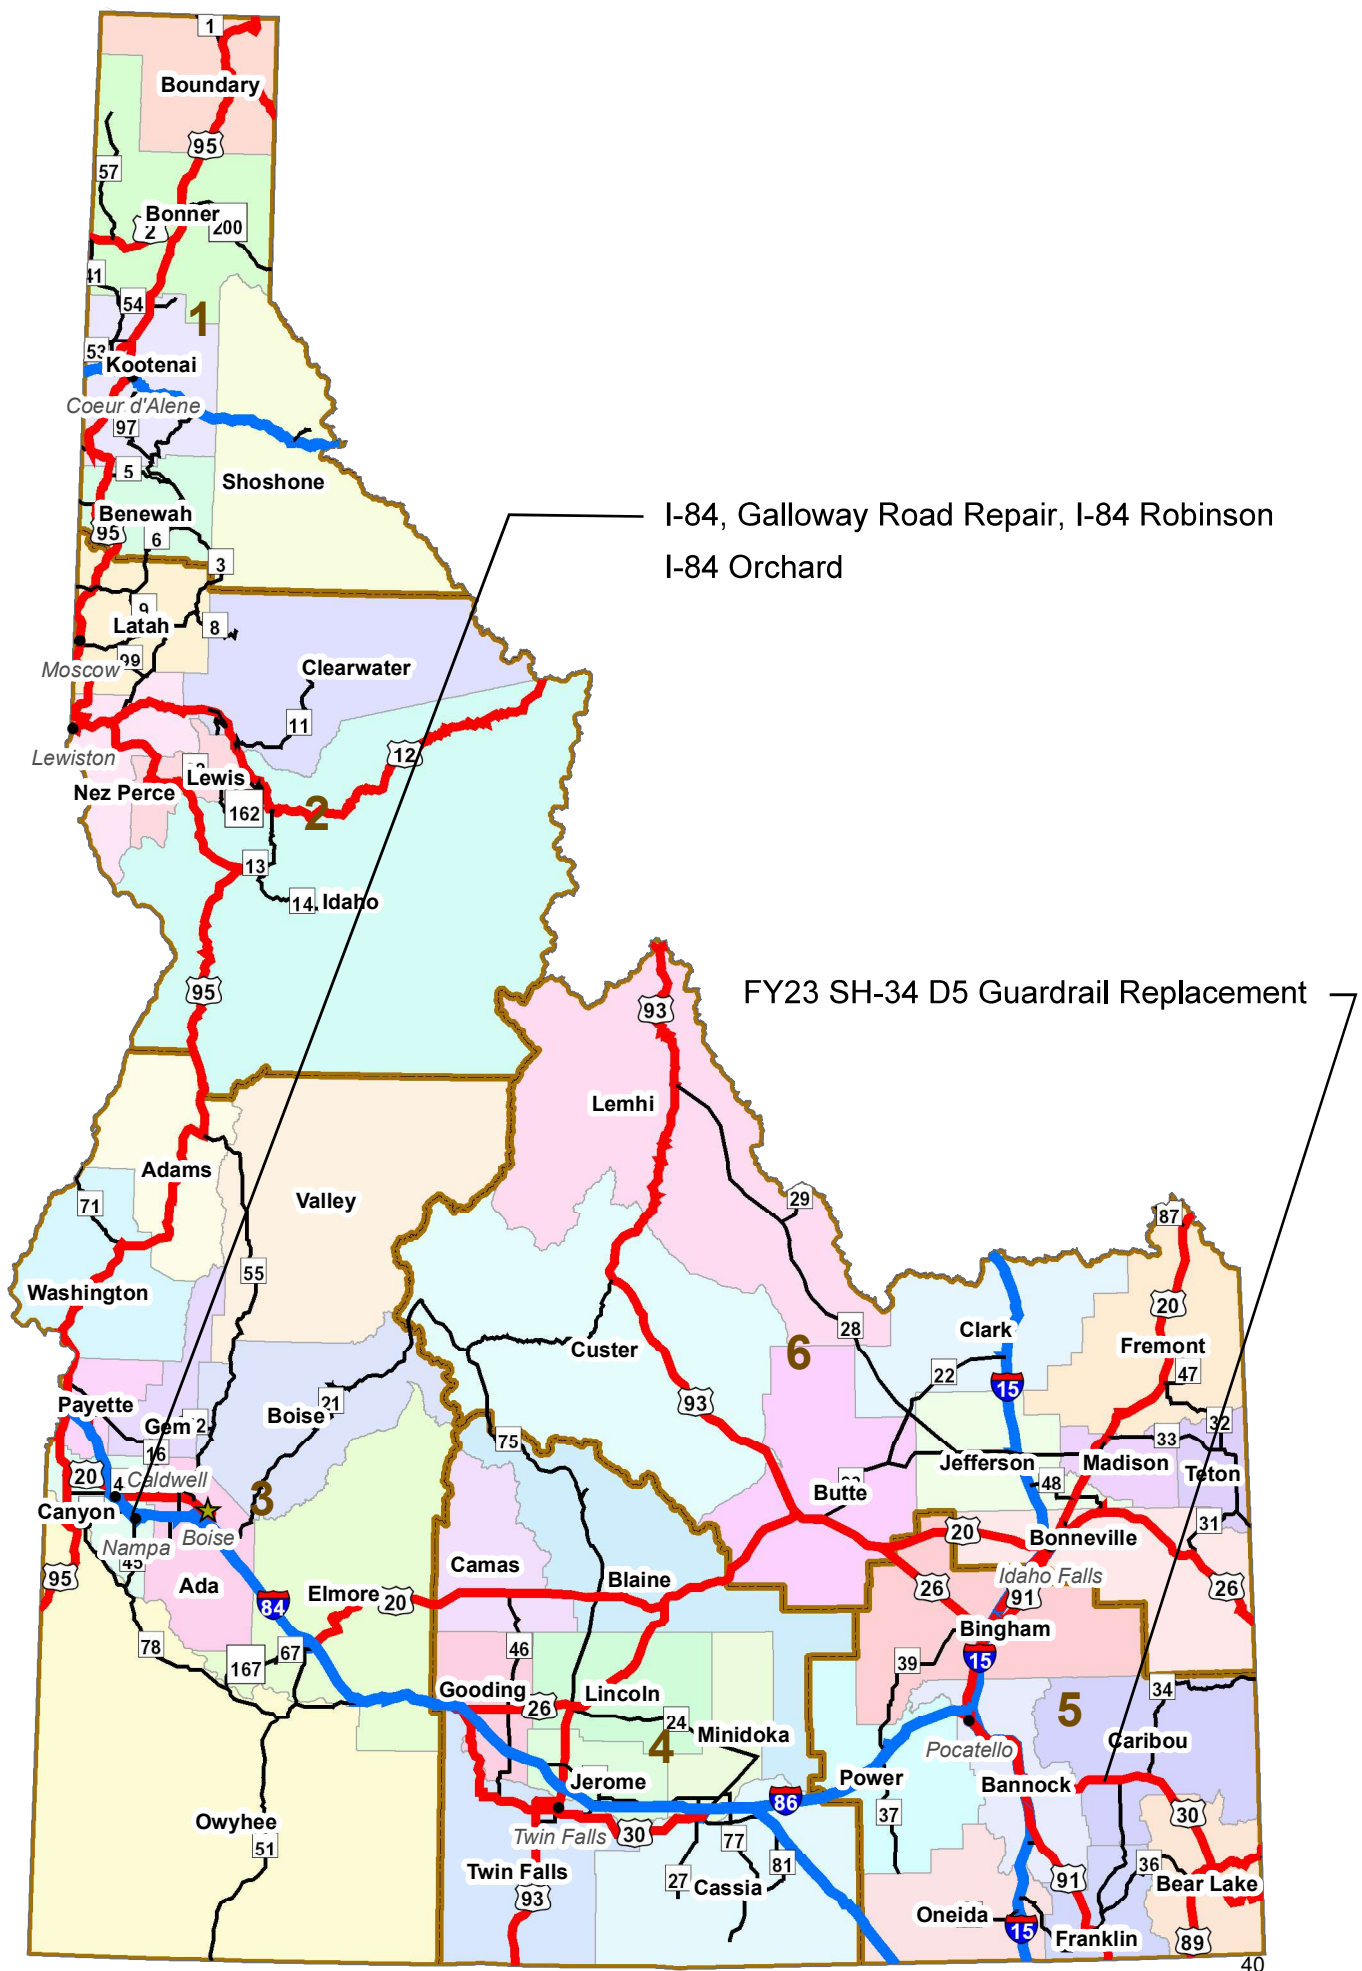 1
Boundary
95
57
Bonner
2
200
41
54
1
53
Kootenai
Coeur d'Alene
97
5
Shoshone
Benewah
95
6
3
I-84, Galloway Road Repair, I-84 Robinson
I-84 Orchard
9
Latah
8
Moscow
99
Clearwater
11
12
Lewiston
Lewis
Nez Perce
162
2
13
14
Idaho
95
93
FY23 SH-34 D5 Guardrail Replacement
Lemhi
Adams
71
Valley
29
87
55
Washington
20
28
Clark
Fremont
6
Custer
22
15
47
93
Payette
Boise
21
Gem
32
75
16
33
20
4
Caldwell
Jefferson
Madison
Teton
48
3
Butte
Canyon
Nampa
Boise
45
31
20
Bonneville
Camas
Blaine
Idaho Falls
95
Ada
Elmore
20
26
91
26
84
Bingham
78
46
167
67
39
15
Gooding
Lincoln
26
34
5
24
Minidoka
4
Caribou
Pocatello
Jerome
Power
Bannock
86
37
30
Owyhee
51
Twin Falls
30
77
81
36
Twin Falls
27
Cassia
91
Bear Lake
93
Oneida
15
Franklin
89
40